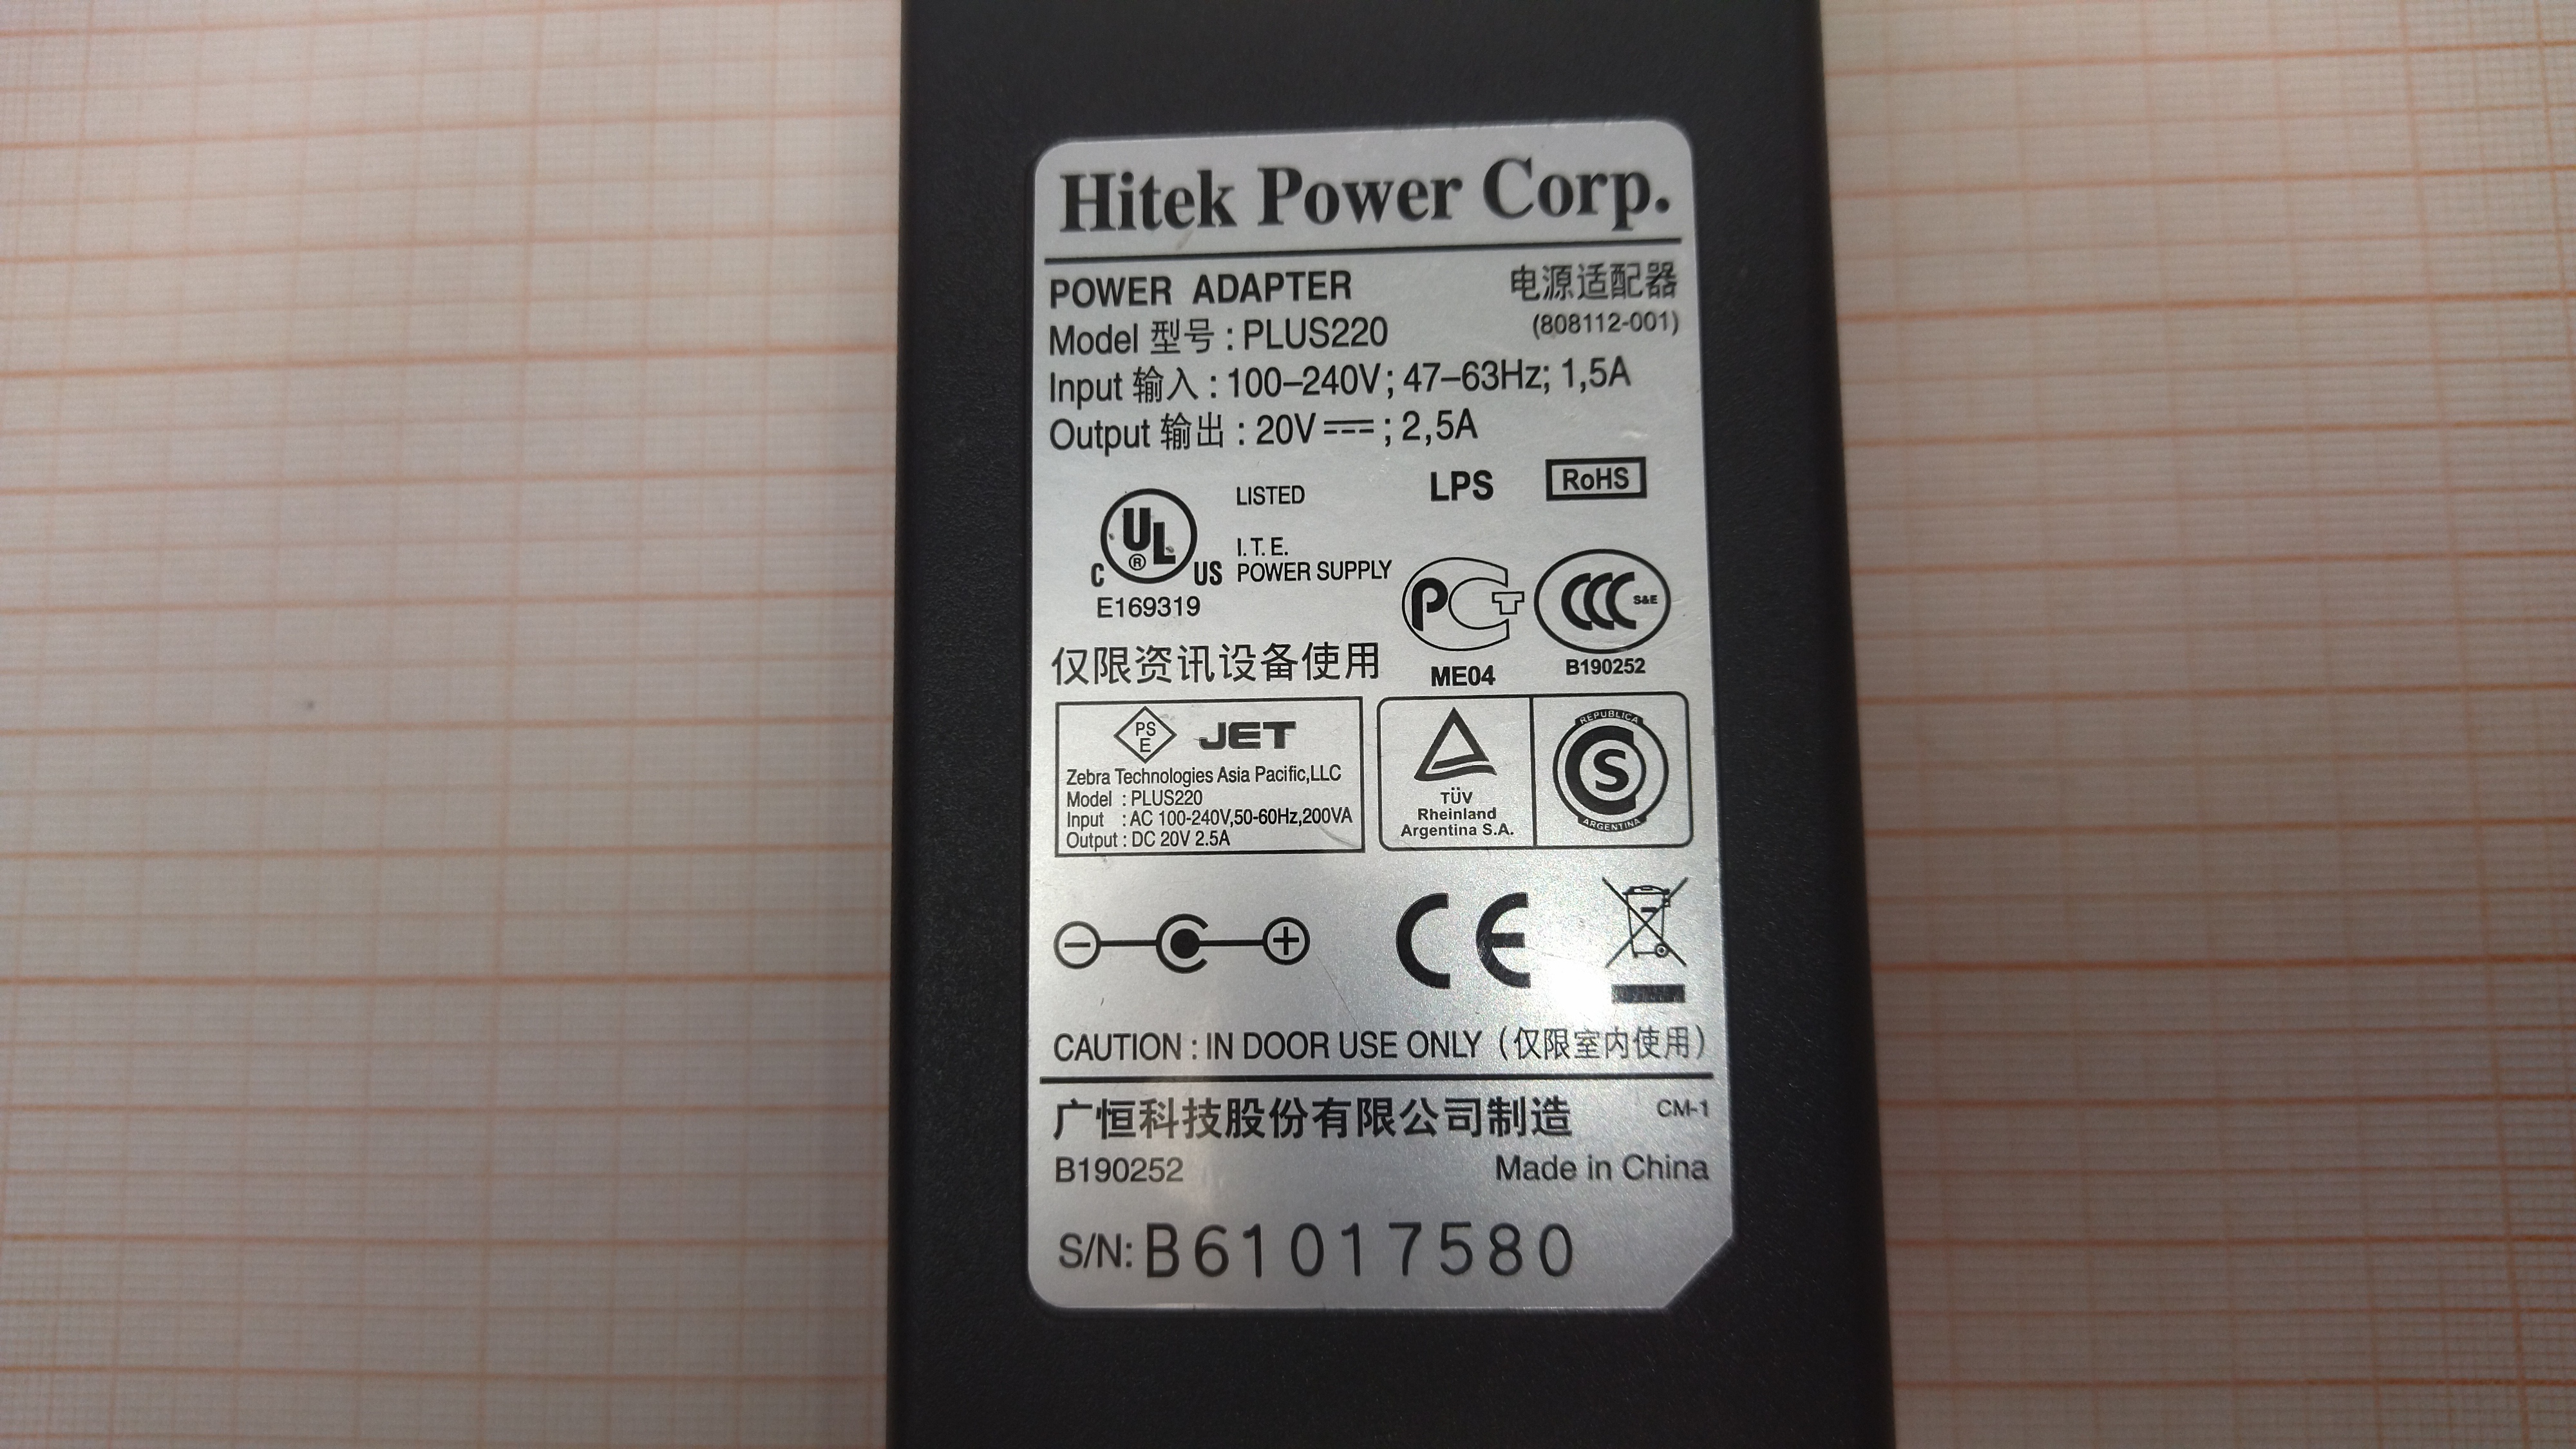 Hitek Power Corp.
POWER ADAPTER 电源适配器
Model 型号 : PLUS220 (808112-001)
Input 输入 : 100–240V; 47–63Hz; 1,5A
Output 输出 : 20V ⎓ ; 2,5A
LISTED LPS RoHS
UL
®
C US
I.T.E.
POWER SUPPLY
E169319
PCT
ME04
CCC S&E
B190252
仅限资讯设备使用
PS
E
JET
Zebra Technologies Asia Pacific,LLC
Model : PLUS220
Input : AC 100-240V,50-60Hz,200VA
Output : DC 20V 2.5A
TÜV
Rheinland
Argentina S.A.
REPUBLICA
S
ARGENTINA
CE
CAUTION : IN DOOR USE ONLY (仅限室内使用)
广恒科技股份有限公司制造 CM-1
B190252 Made in China
S/N: B61017580